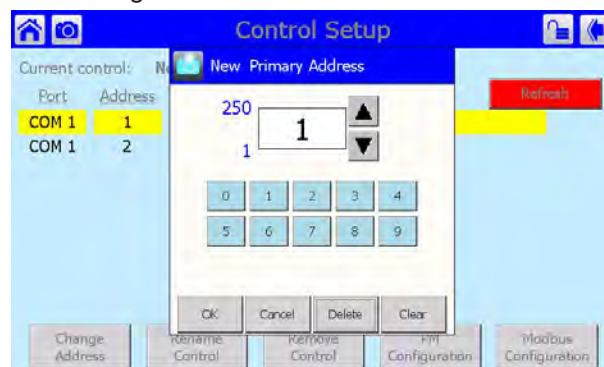 Control Setup
Current control: N
New Primary Address
Port Address
Refresh
250
1
1
COM 1 1
COM 1 2
0 1 2 3 4
5 6 7 8 9
OK Cancel Delete Clear
Change Address
Rename Control
Remove Control
PM Configuration
Modbus Configuration